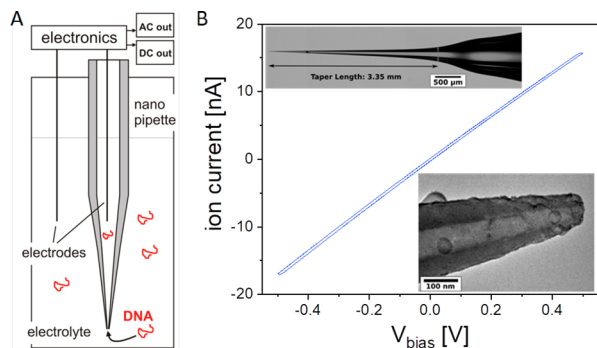 A
electronics
AC out
DC out
nano
pipette
electrodes
DNA
electrolyte
B
ion current [nA]
20
10
0
-10
-20
-0.4
-0.2
0.0
0.2
0.4
V_bias [V]
Taper Length: 3.35 mm
500 μm
100 nm